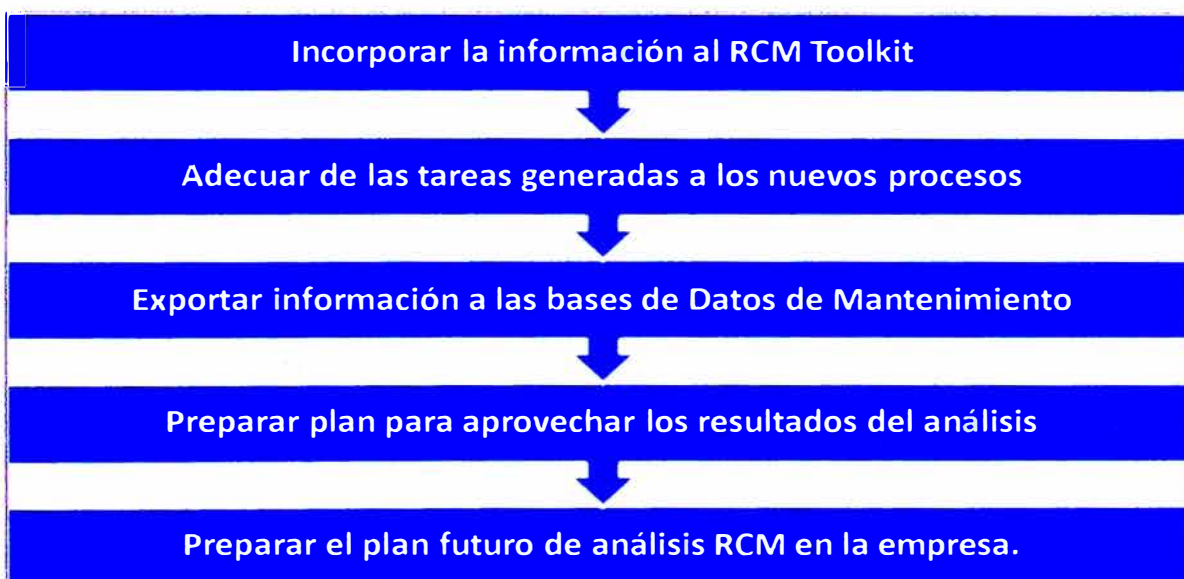 Incorporar la información al RCM Toolkit
Adecuar de las tareas generadas a los nuevos procesos
Exportar información a las bases de Datos de Mantenimiento
Preparar plan para aprovechar los resultados del análisis
Preparar el plan futuro de análisis RCM en la empresa.